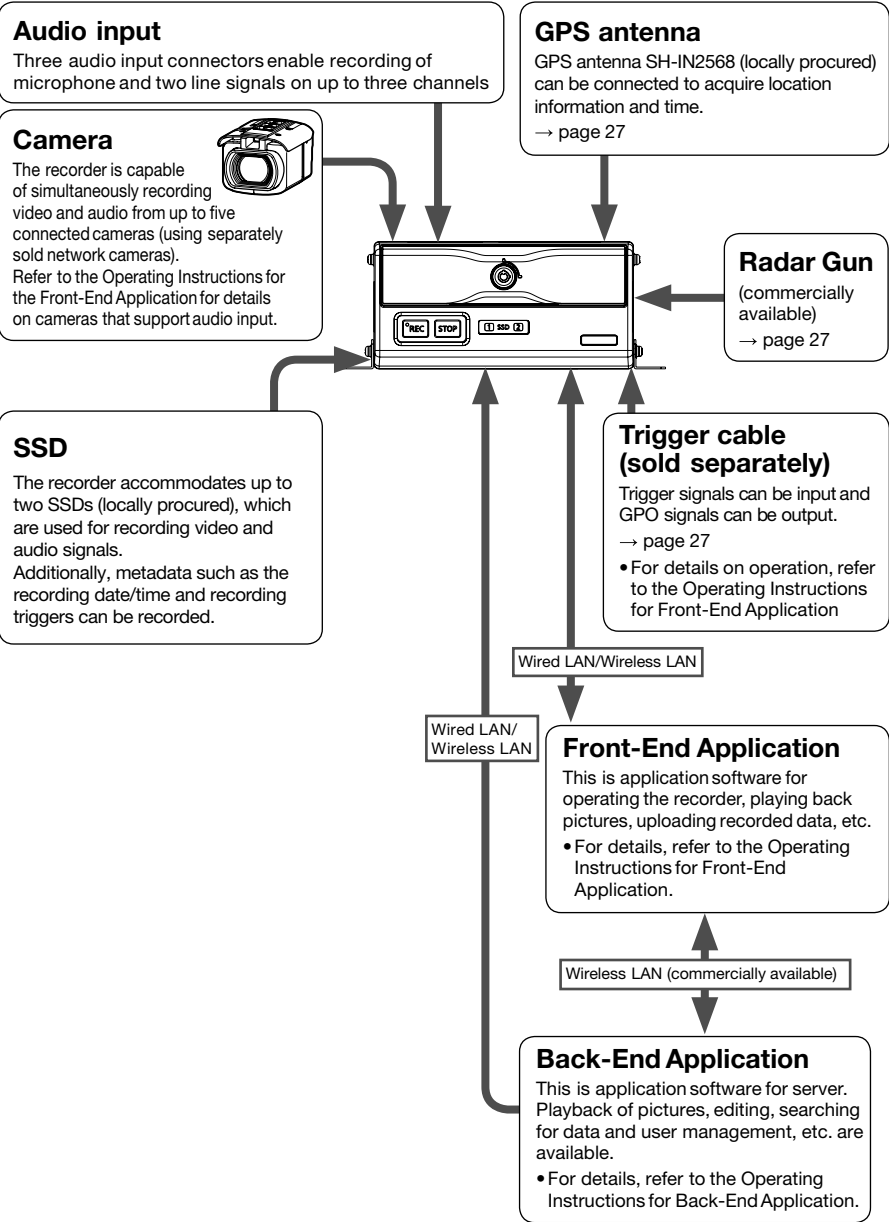 Audio input
Three audio input connectors enable recording of
microphone and two line signals on up to three channels
GPS antenna
GPS antenna SH-IN2568 (locally procured)
can be connected to acquire location
information and time.
→ page 27
Camera
The recorder is capable
of simultaneously recording
video and audio from up to five
connected cameras (using separately
sold network cameras).
Refer to the Operating Instructions for
the Front-End Application for details
on cameras that support audio input.
Radar Gun
(commercially
available)
→ page 27
REC STOP 1 SSD 2
SSD
The recorder accommodates up to
two SSDs (locally procured), which
are used for recording video and
audio signals.
Additionally, metadata such as the
recording date/time and recording
triggers can be recorded.
Trigger cable
(sold separately)
Trigger signals can be input and
GPO signals can be output.
→ page 27
• For details on operation, refer
to the Operating Instructions
for Front-End Application
Wired LAN/Wireless LAN
Wired LAN/
Wireless LAN
Front-End Application
This is application software for
operating the recorder, playing back
pictures, uploading recorded data, etc.
• For details, refer to the Operating
Instructions for Front-End
Application.
Wireless LAN (commercially available)
Back-End Application
This is application software for server.
Playback of pictures, editing, searching
for data and user management, etc. are
available.
• For details, refer to the Operating
Instructions for Back-End Application.